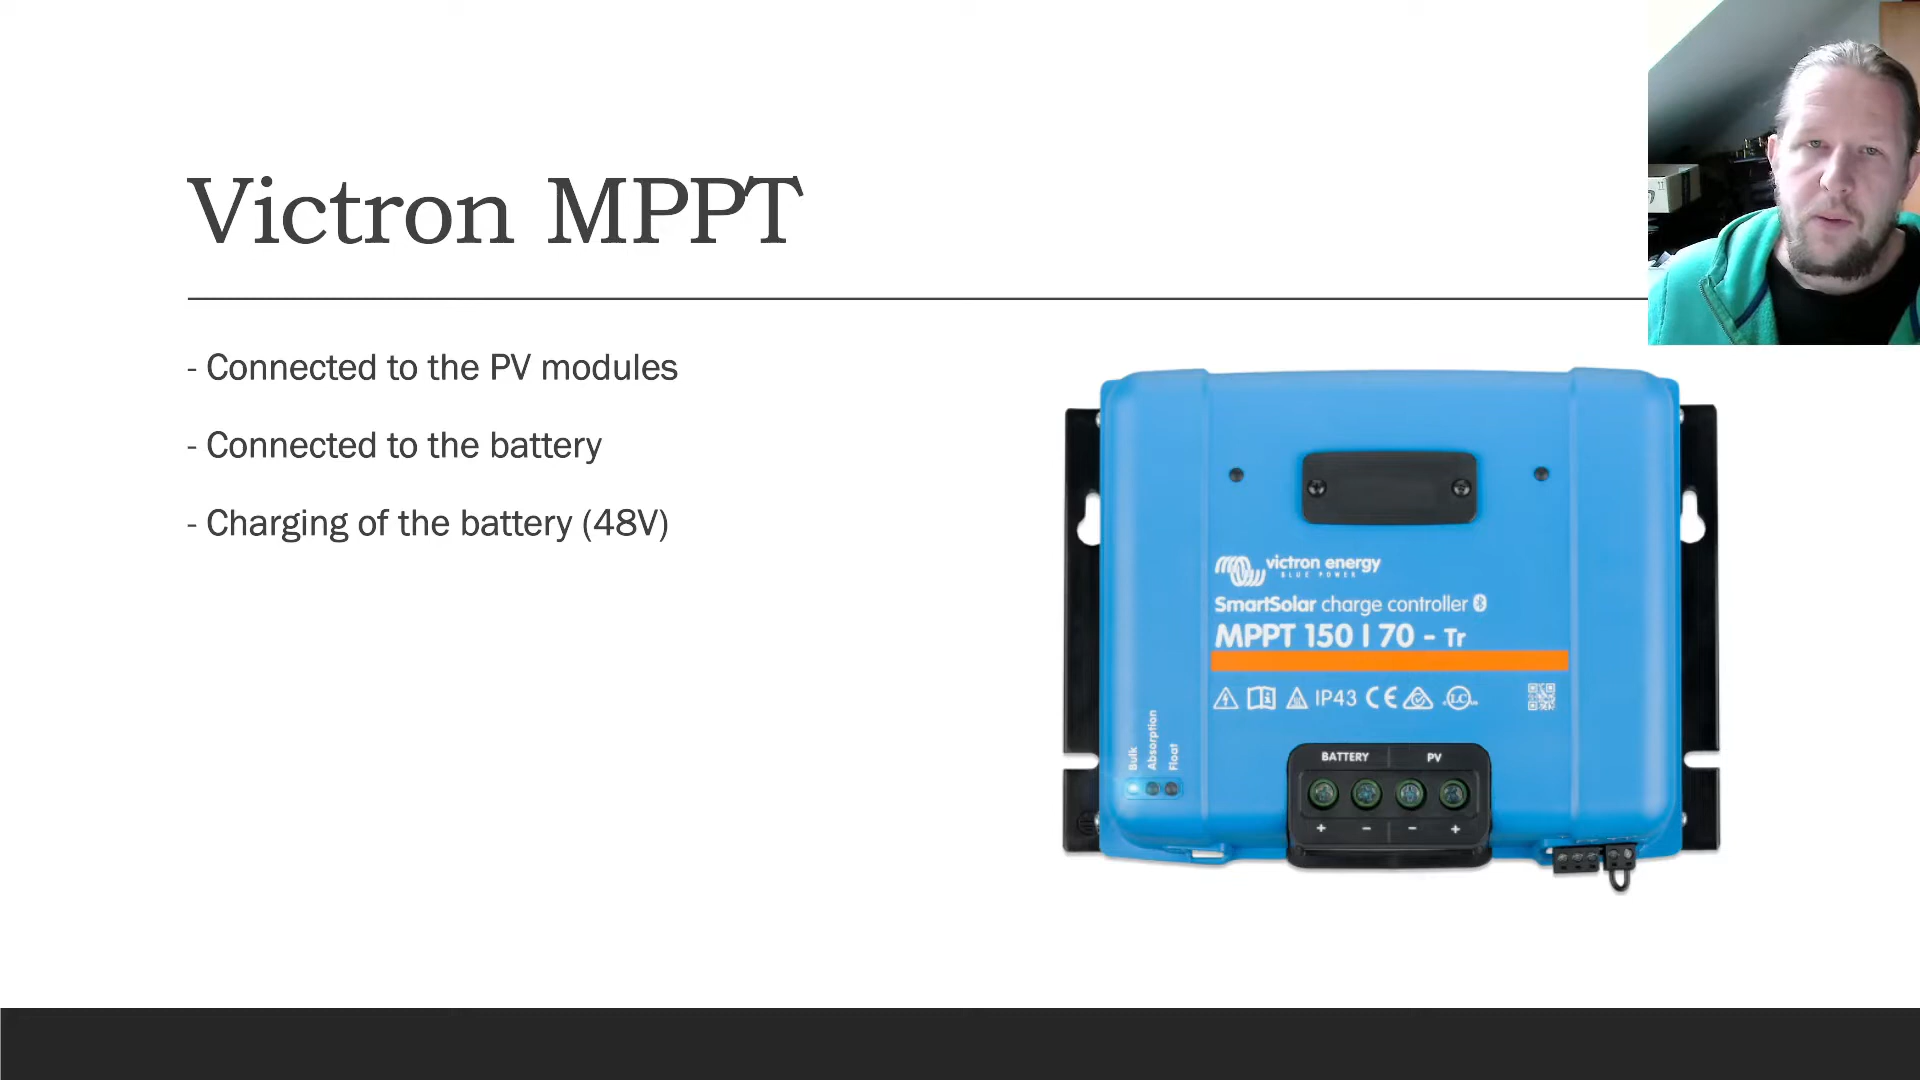 Victron MPPT
- Connected to the PV modules
- Connected to the battery
- Charging of the battery (48V)
victron energy
BLUE POWER
SmartSolar charge controller
MPPT 150 | 70 - Tr
IP43 CE
Bulk
Absorption
Float
BATTERY PV
+ - - +